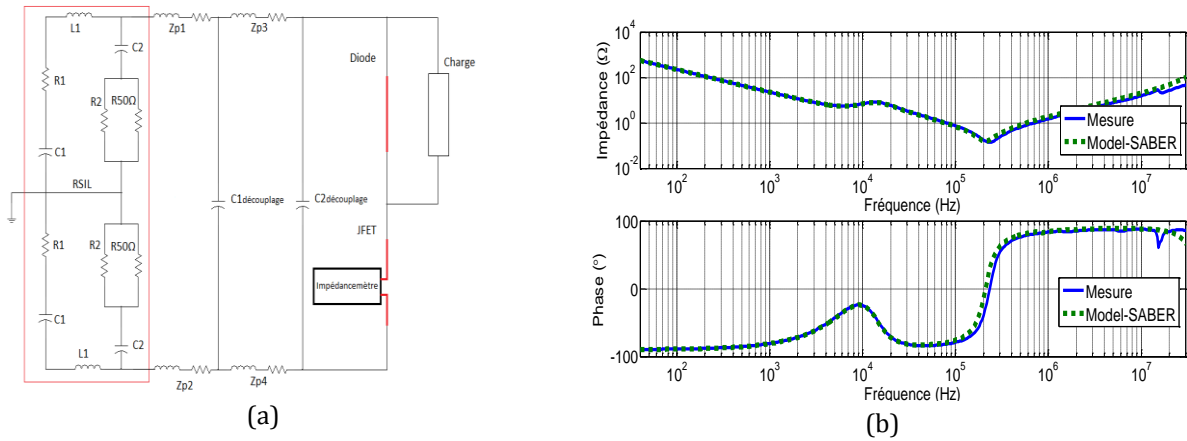 L1
Zp1
Zp3
C2
R1
R2
R50Ω
C1
RSIL
C1découplage
C2découplage
Diode
Charge
JFET
Impédancemètre
R1
R2
R50Ω
C1
C2
L1
Zp2
Zp4
(a)
Impédance (Ω)
10^4
10^2
10^0
10^-2
Mesure
Model-SABER
10^2 10^3 10^4 10^5 10^6 10^7
Fréquence (Hz)
Phase (°)
100
0
-100
Mesure
Model-SABER
10^2 10^3 10^4 10^5 10^6 10^7
Fréquence (Hz)
(b)